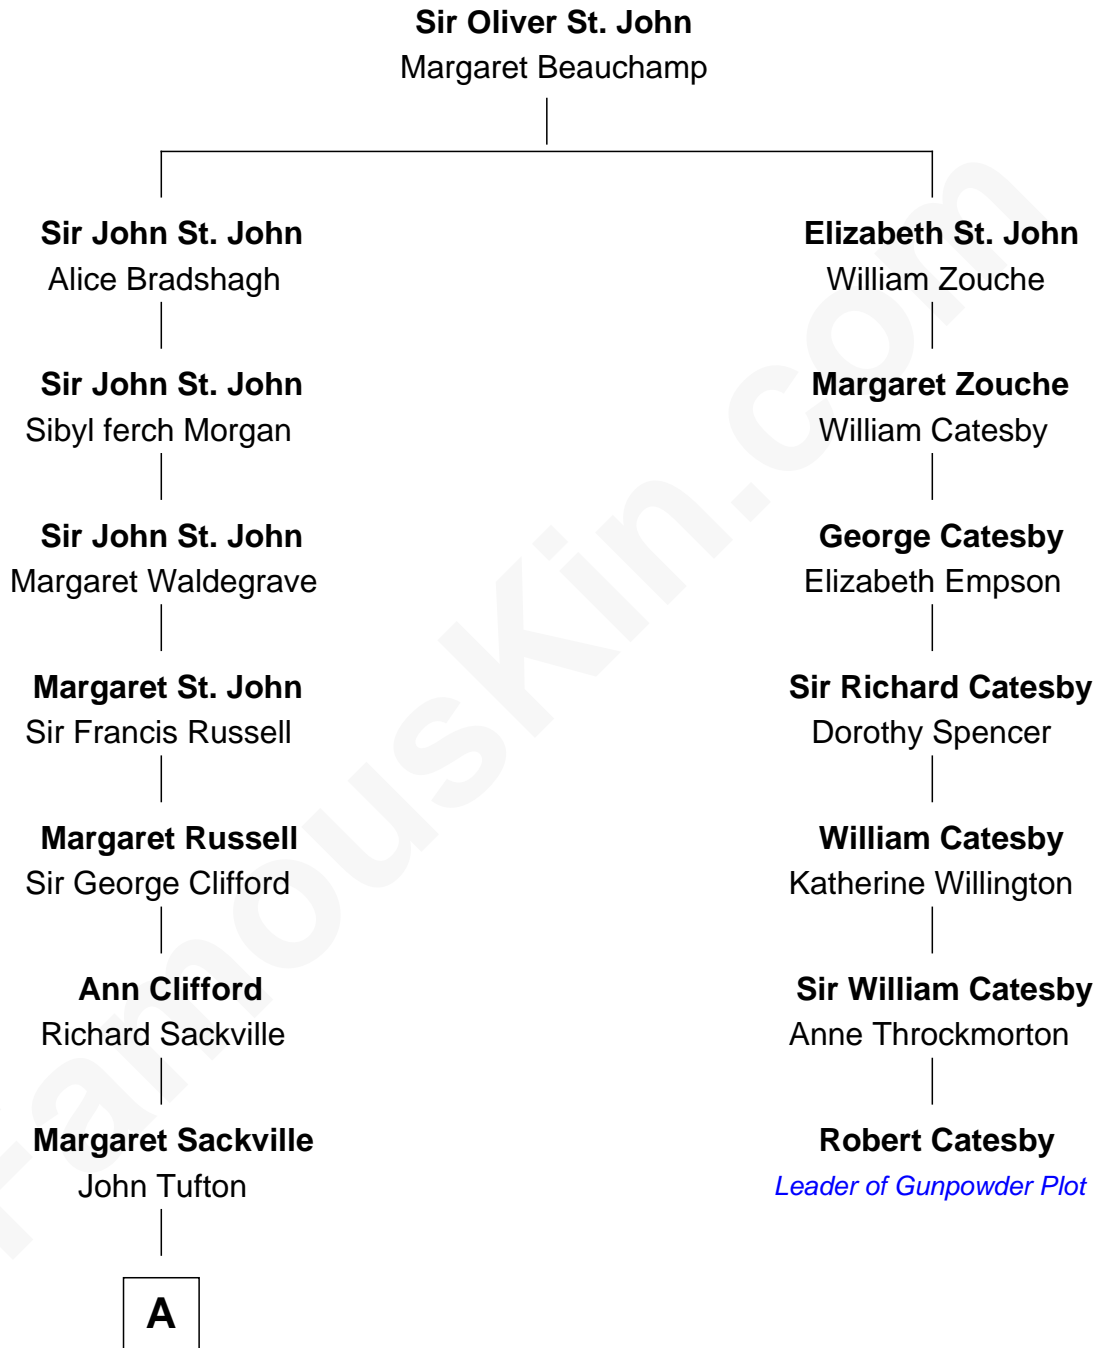 Sir Oliver St. John
Margaret Beauchamp
Sir John St. John
Alice Bradshagh
Elizabeth St. John
William Zouche
Sir John St. John
Sibyl ferch Morgan
Margaret Zouche
William Catesby
Sir John St. John
Margaret Waldegrave
George Catesby
Elizabeth Empson
Margaret St. John
Sir Francis Russell
Sir Richard Catesby
Dorothy Spencer
Margaret Russell
Sir George Clifford
William Catesby
Katherine Willington
Ann Clifford
Richard Sackville
Sir William Catesby
Anne Throckmorton
Margaret Sackville
John Tufton
Robert Catesby
Leader of Gunpowder Plot
A
FamousKin.com